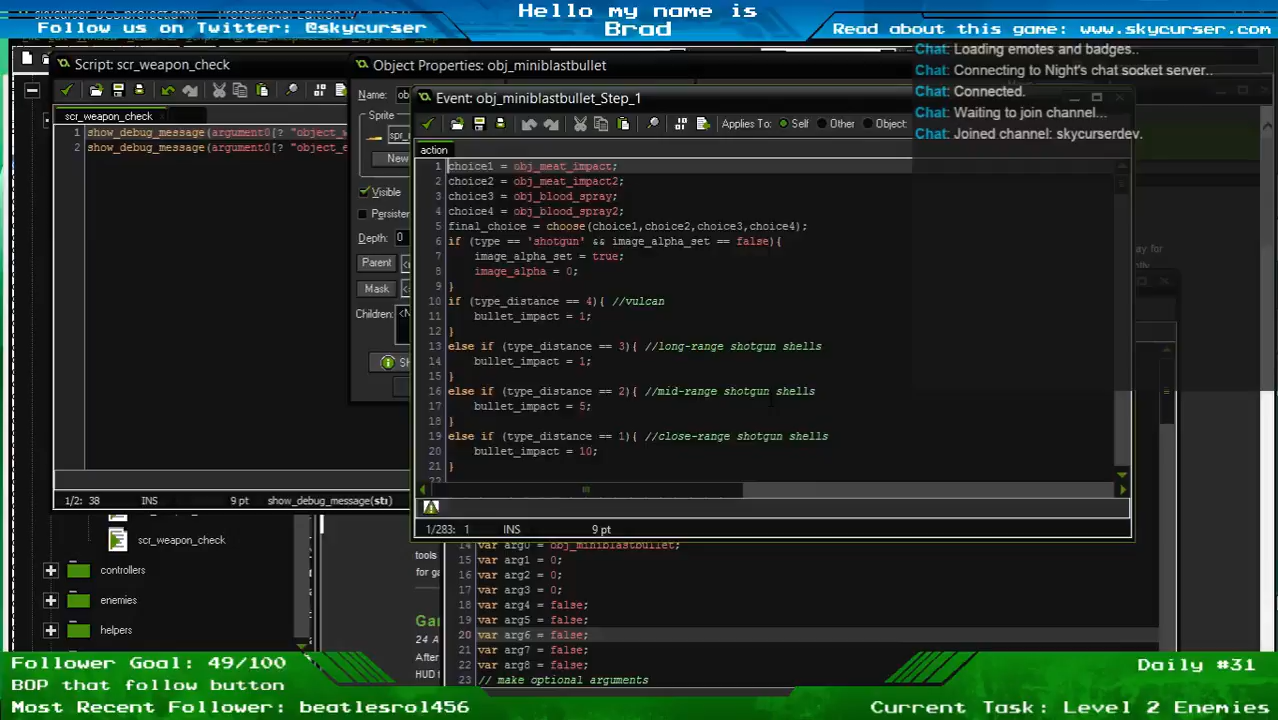 Hello my name is
Brad
Follow us on Twitter: @skycurser
Read about this game: www.skycurser.com
Chat: Loading emotes and badges..
Chat: Connecting to Night's chat socket server..
Chat: Connected.
Chat: Waiting to join channel...
Chat: Joined channel: skycurserdev.
Script: scr_weapon_check
scr_weapon_check
1 show_debug_message(argument0[? "object_
2 show_debug_message(argument0[? "object_
1/2: 38 INS 9 pt show_debug_message(
Object Properties: obj_miniblastbullet
Name:
Sprite
New
Visible
Depth: 0
Parent
Mask
Children:
Event: obj_miniblastbullet_Step_1
Applies To: Self Other Object:
action
1 choice1 = obj_meat_impact;
2 choice2 = obj_meat_impact2;
3 choice3 = obj_blood_spray;
4 choice4 = obj_blood_spray2;
5 final_choice = choose(choice1,choice2,choice3,choice4);
6 if (type == 'shotgun' && image_alpha_set == false){
7 image_alpha_set = true;
8 image_alpha = 0;
9 }
10 if (type_distance == 4){ //vulcan
11 bullet_impact = 1;
12 }
13 else if (type_distance == 3){ //long-range shotgun shells
14 bullet_impact = 1;
15 }
16 else if (type_distance == 2){ //mid-range shotgun shells
17 bullet_impact = 5;
18 }
19 else if (type_distance == 1){ //close-range shotgun shells
20 bullet_impact = 10;
21 }
1/283: 1 INS 9 pt
scr_weapon_check
controllers
enemies
helpers
tools
for ga
24 A
After
HUD t
14 var arg0 = obj_miniblastbullet;
15 var arg1 = 0;
16 var arg2 = 0;
17 var arg3 = 0;
18 var arg4 = false;
19 var arg5 = false;
20 var arg6 = false;
21 var arg7 = false;
22 var arg8 = false;
23 // make optional arguments
Follower Goal: 49/100
BOP that follow button
Most Recent Follower: beatlesrol456
Daily #31
Current Task: Level 2 Enemies